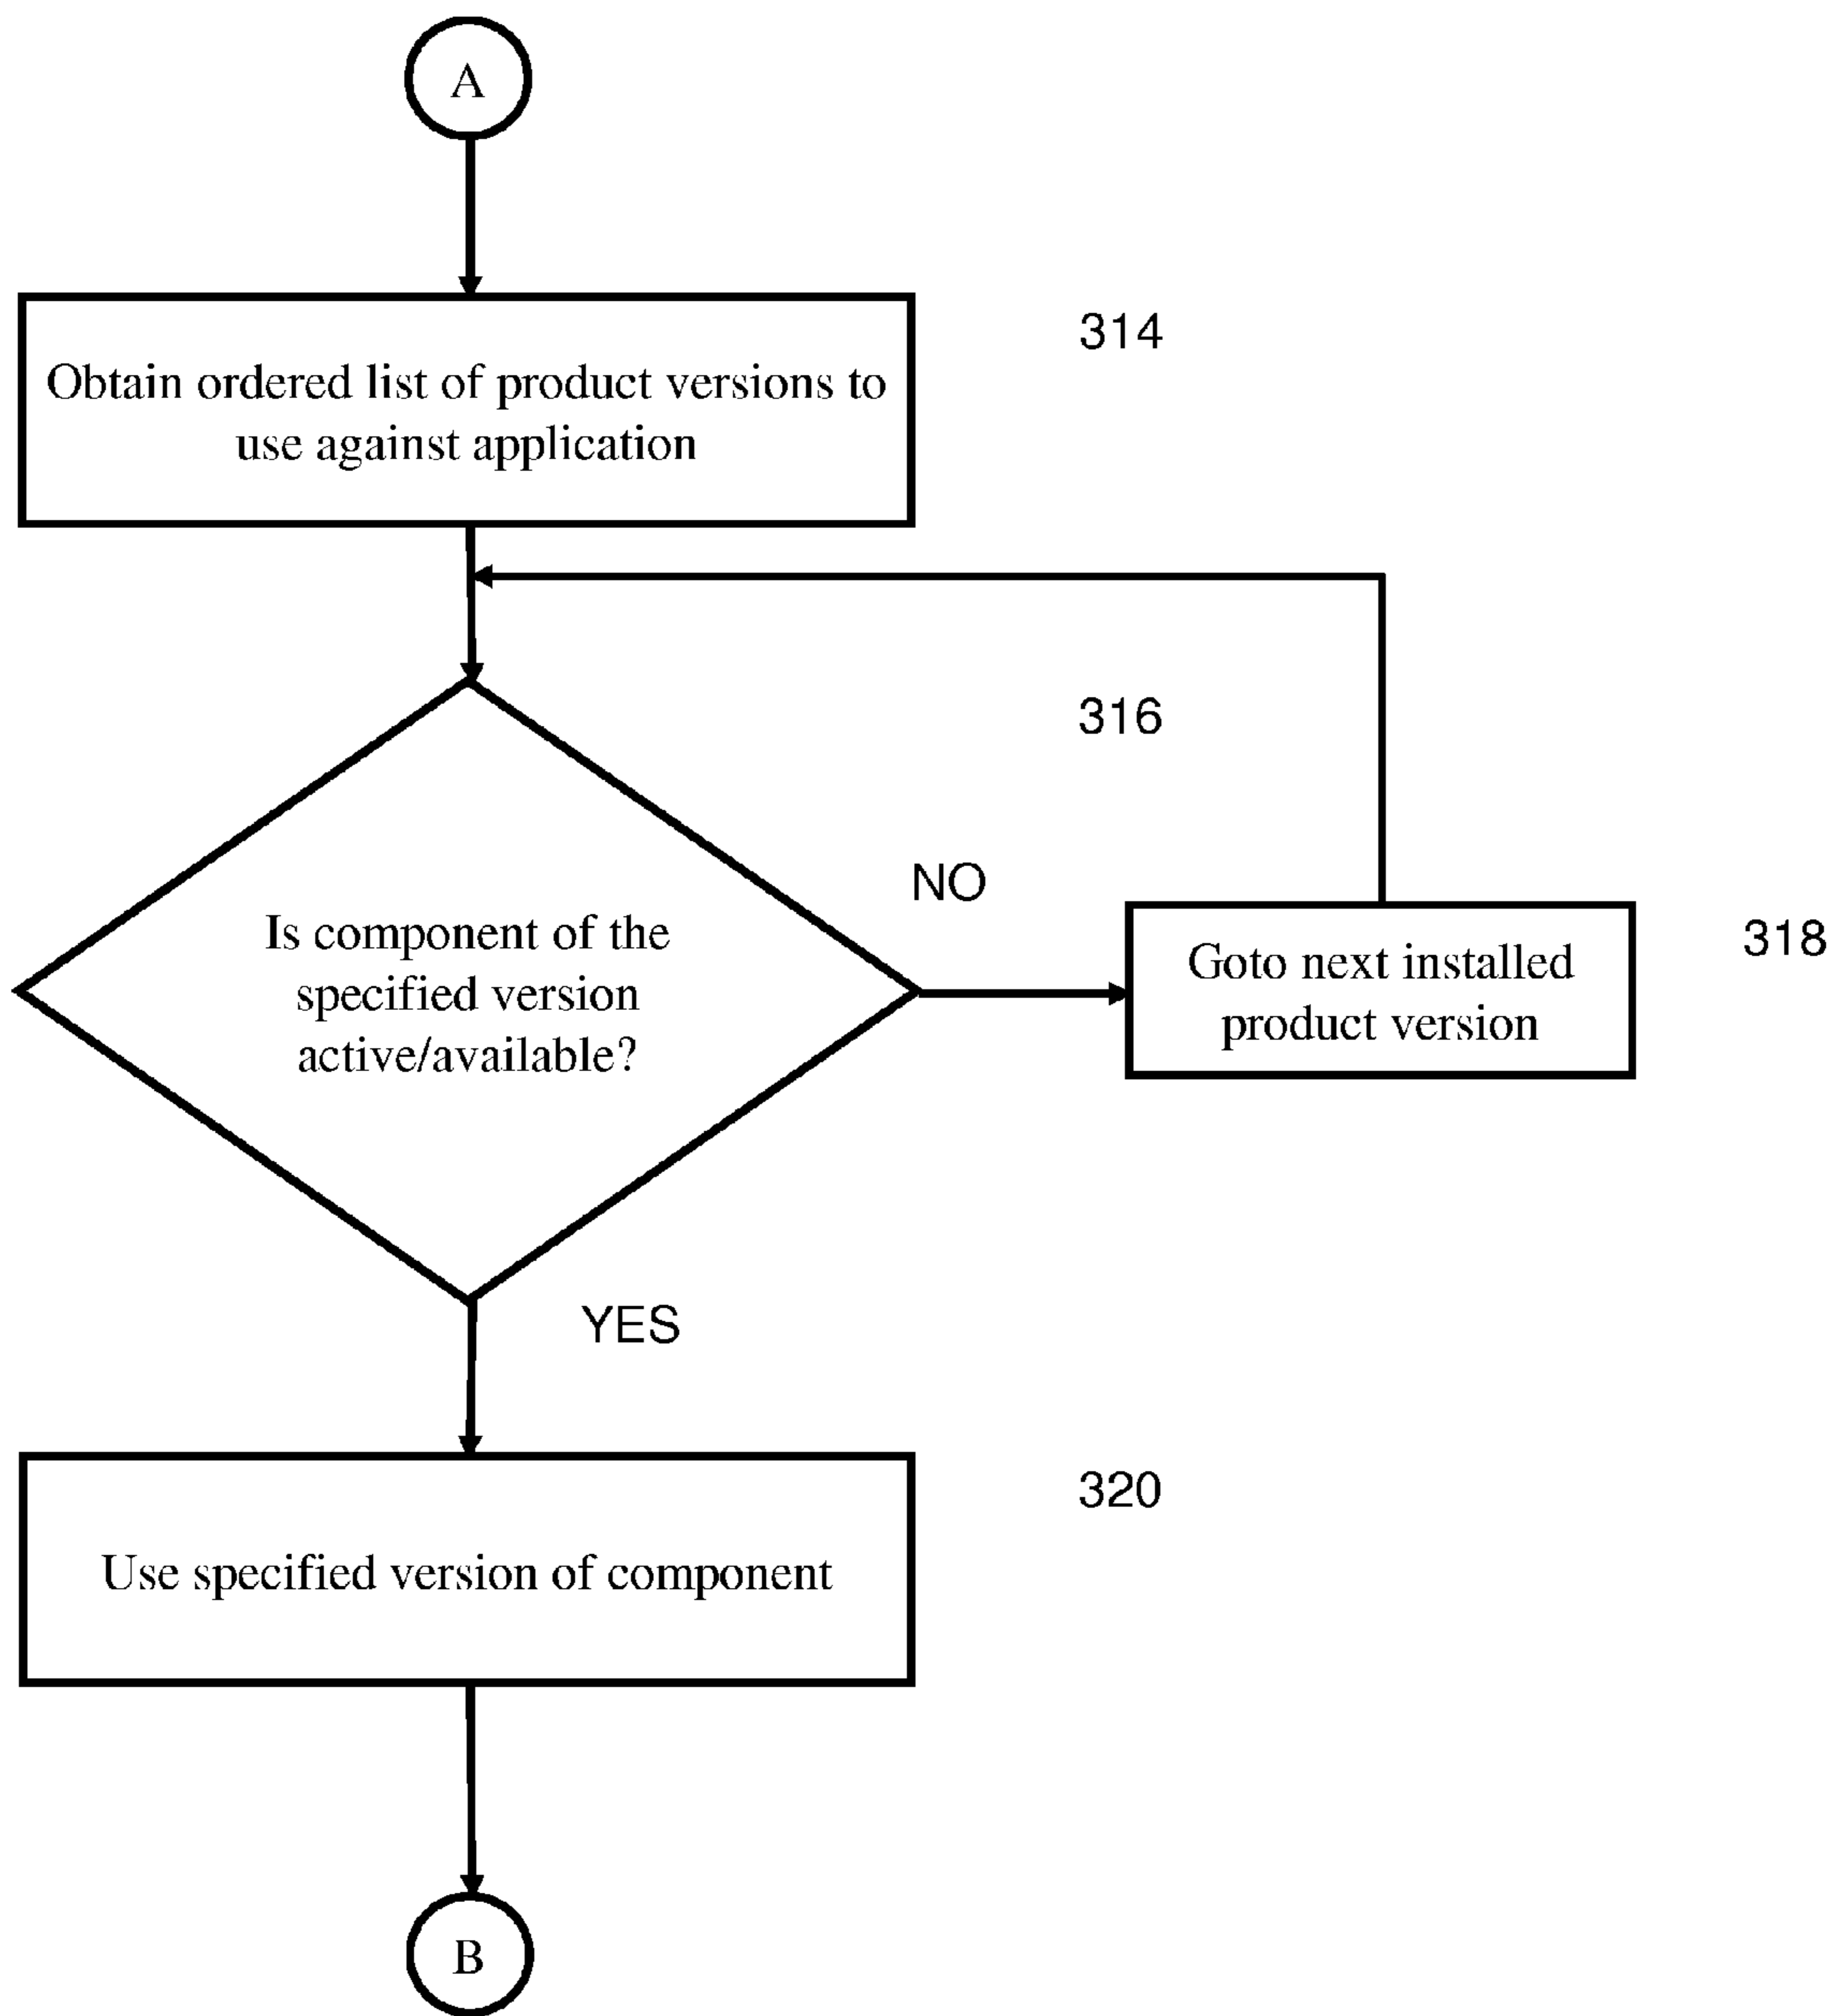 A
314
Obtain ordered list of product versions to
use against application
316
NO
Is component of the
specified version
active/available?
Goto next installed
product version
318
YES
320
Use specified version of component
B